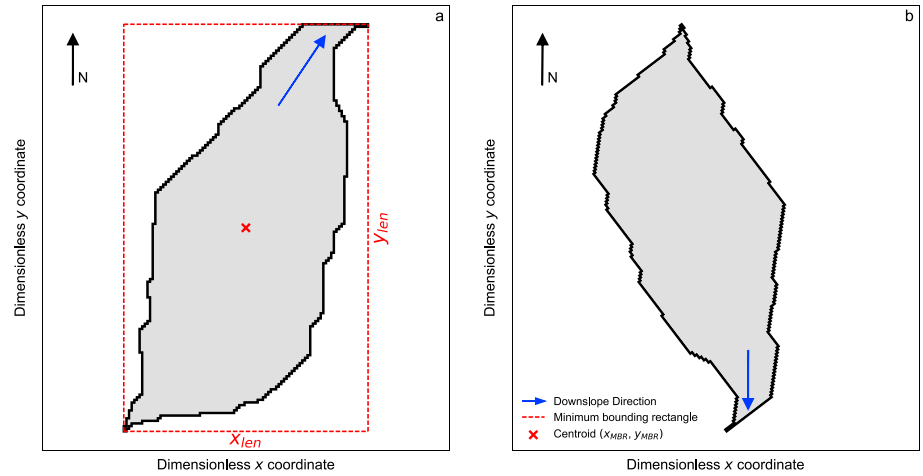 a
N
Dimensionless y coordinate
y_len
x_len
Dimensionless x coordinate
b
N
Dimensionless y coordinate
Downslope Direction
Minimum bounding rectangle
Centroid (x_MBR, y_MBR)
Dimensionless x coordinate